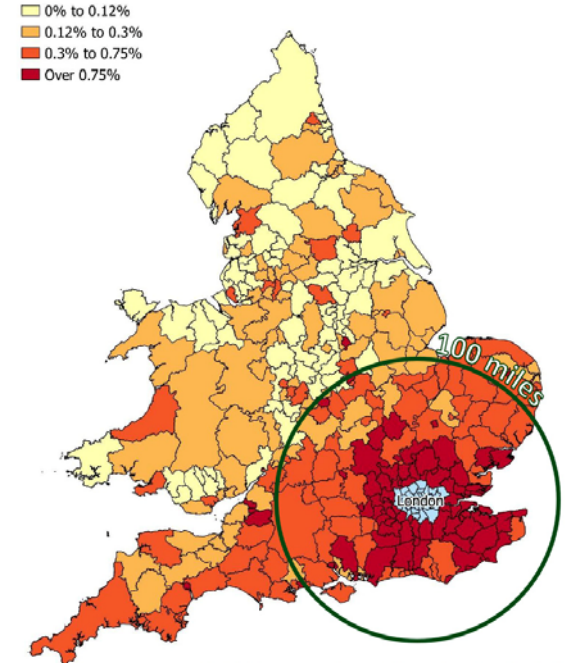 0% to 0.12%
0.12% to 0.3%
0.3% to 0.75%
Over 0.75%
100 miles
London